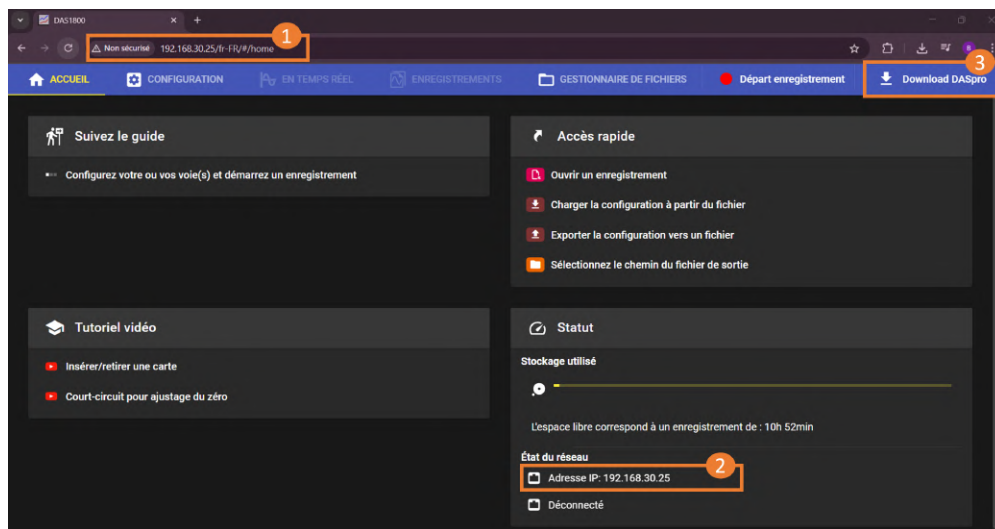 DAS1800
1
Non sécurisé 192.168.30.25/fr-FR/#/home
3
ACCUEIL CONFIGURATION EN TEMPS RÉEL ENREGISTREMENTS GESTIONNAIRE DE FICHIERS Départ enregistrement Download DASpro
Suivez le guide
Configurez votre ou vos voie(s) et démarrez un enregistrement
Accès rapide
Ouvrir un enregistrement
Charger la configuration à partir du fichier
Exporter la configuration vers un fichier
Sélectionnez le chemin du fichier de sortie
Tutoriel vidéo
Insérer/retirer une carte
Court-circuit pour ajustage du zéro
Statut
Stockage utilisé
L'espace libre correspond à un enregistrement de : 10h 52min
État du réseau
2
Adresse IP: 192.168.30.25
Déconnecté